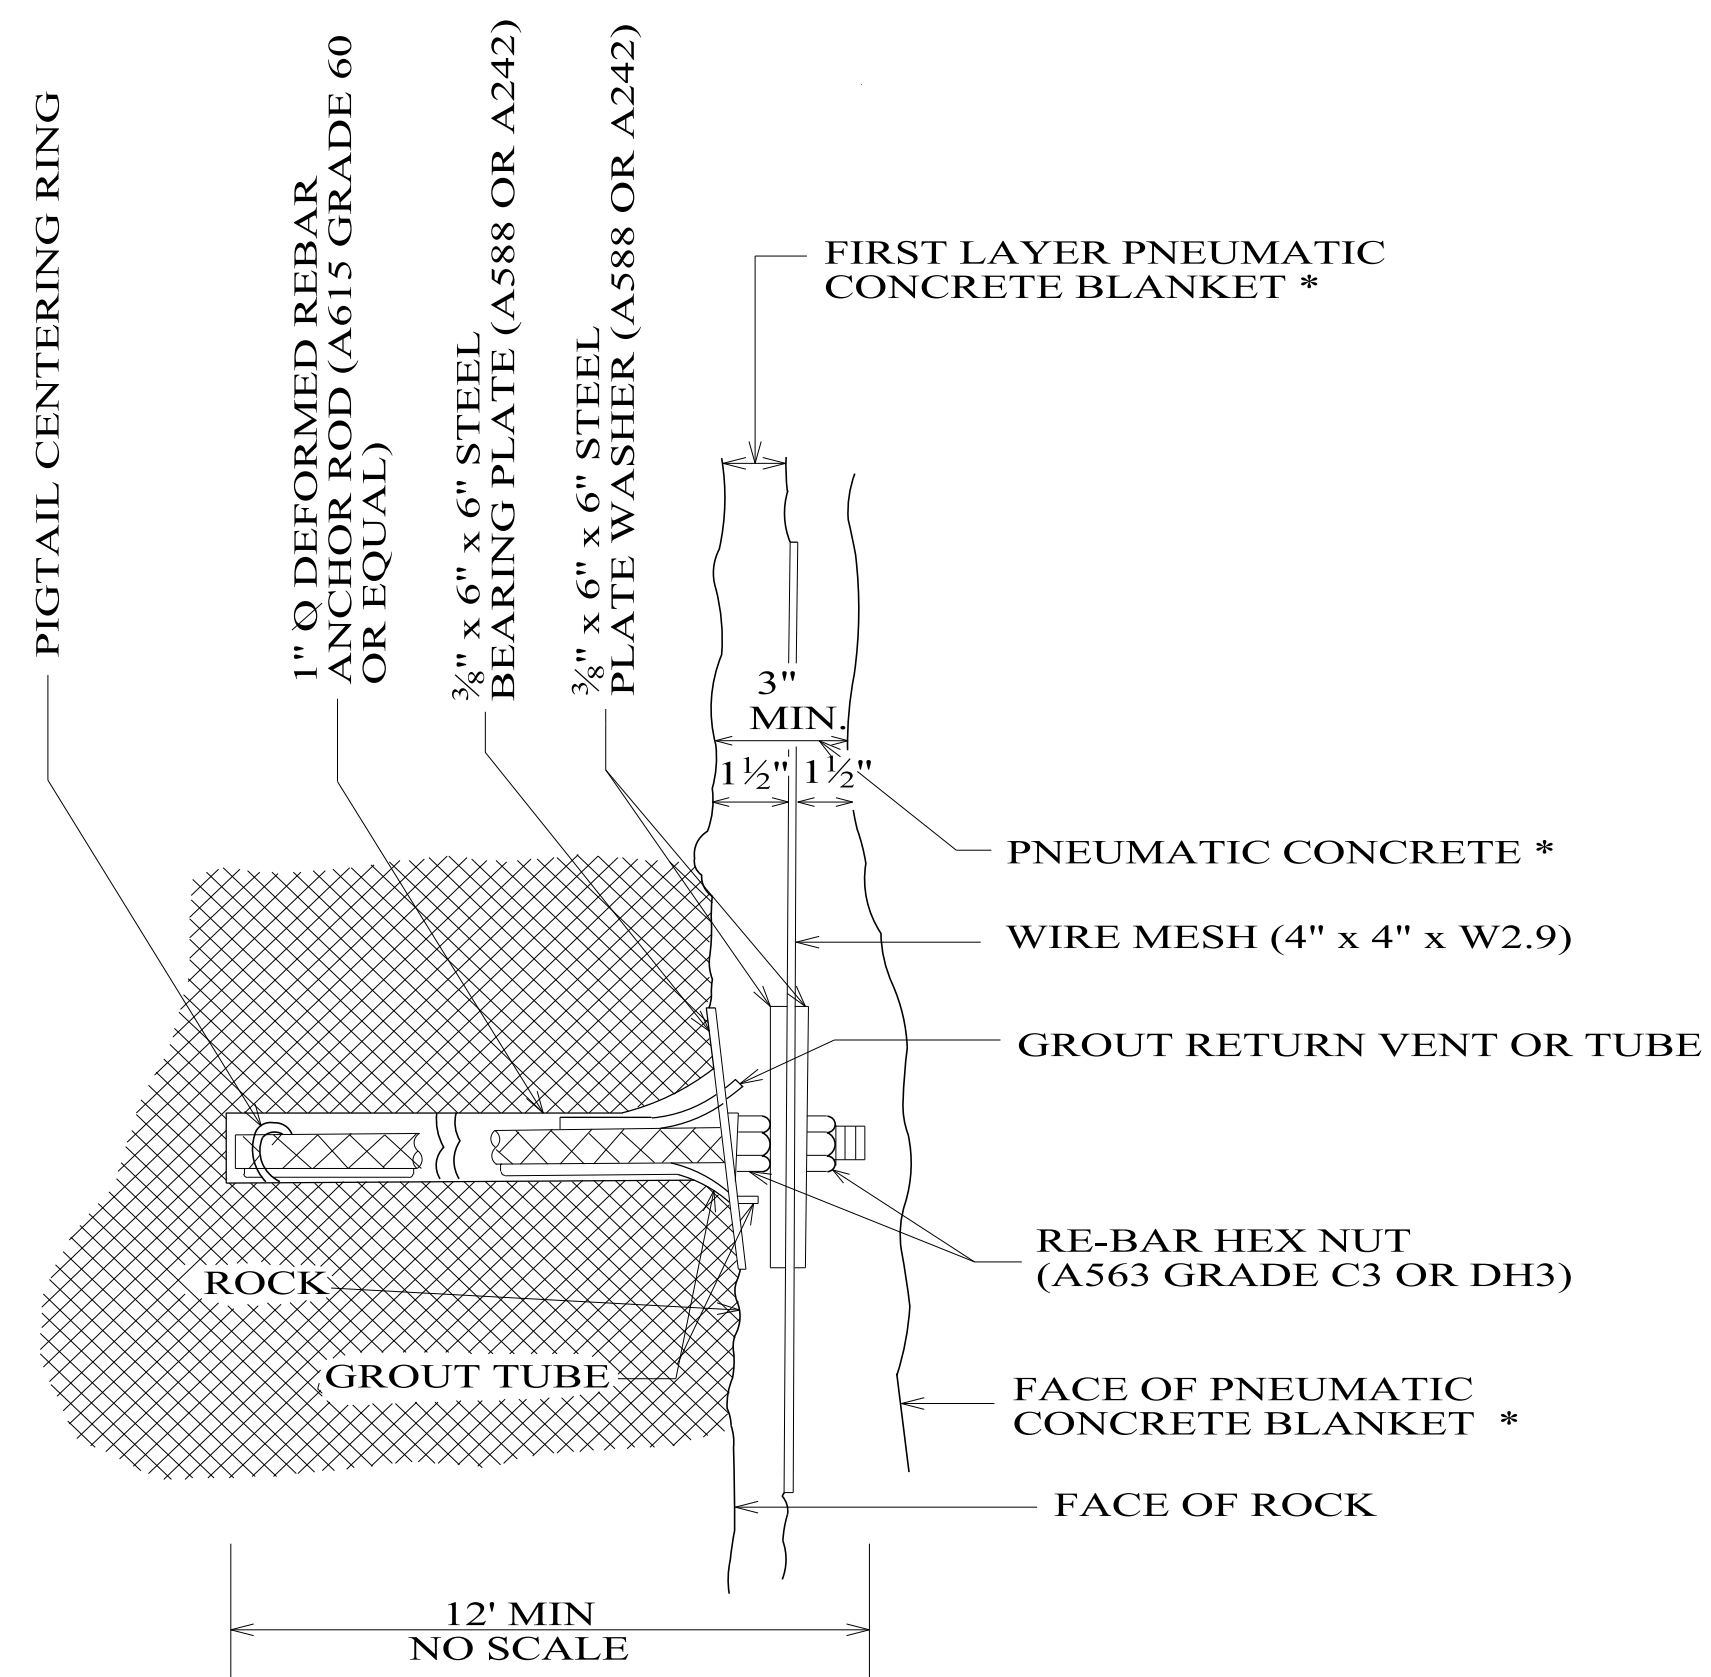 PIGTAIL CENTERING RING
1" Q DEFORMED REBAR
ANCHOR ROD (A615 GRADE 60
OR EQUAL)
⅜" x 6" x 6" STEEL
BEARING PLATE (A588 OR A242)
⅜" x 6" x 6" STEEL
PLATE WASHER (A588 OR A242)
FIRST LAYER PNEUMATIC
CONCRETE BLANKET *
3"
MIN.
1½" 1½"
PNEUMATIC CONCRETE *
WIRE MESH (4" x 4" x W2.9)
GROUT RETURN VENT OR TUBE
RE-BAR HEX NUT
(A563 GRADE C3 OR DH3)
ROCK
GROUT TUBE
FACE OF PNEUMATIC
CONCRETE BLANKET *
FACE OF ROCK
12' MIN
NO SCALE